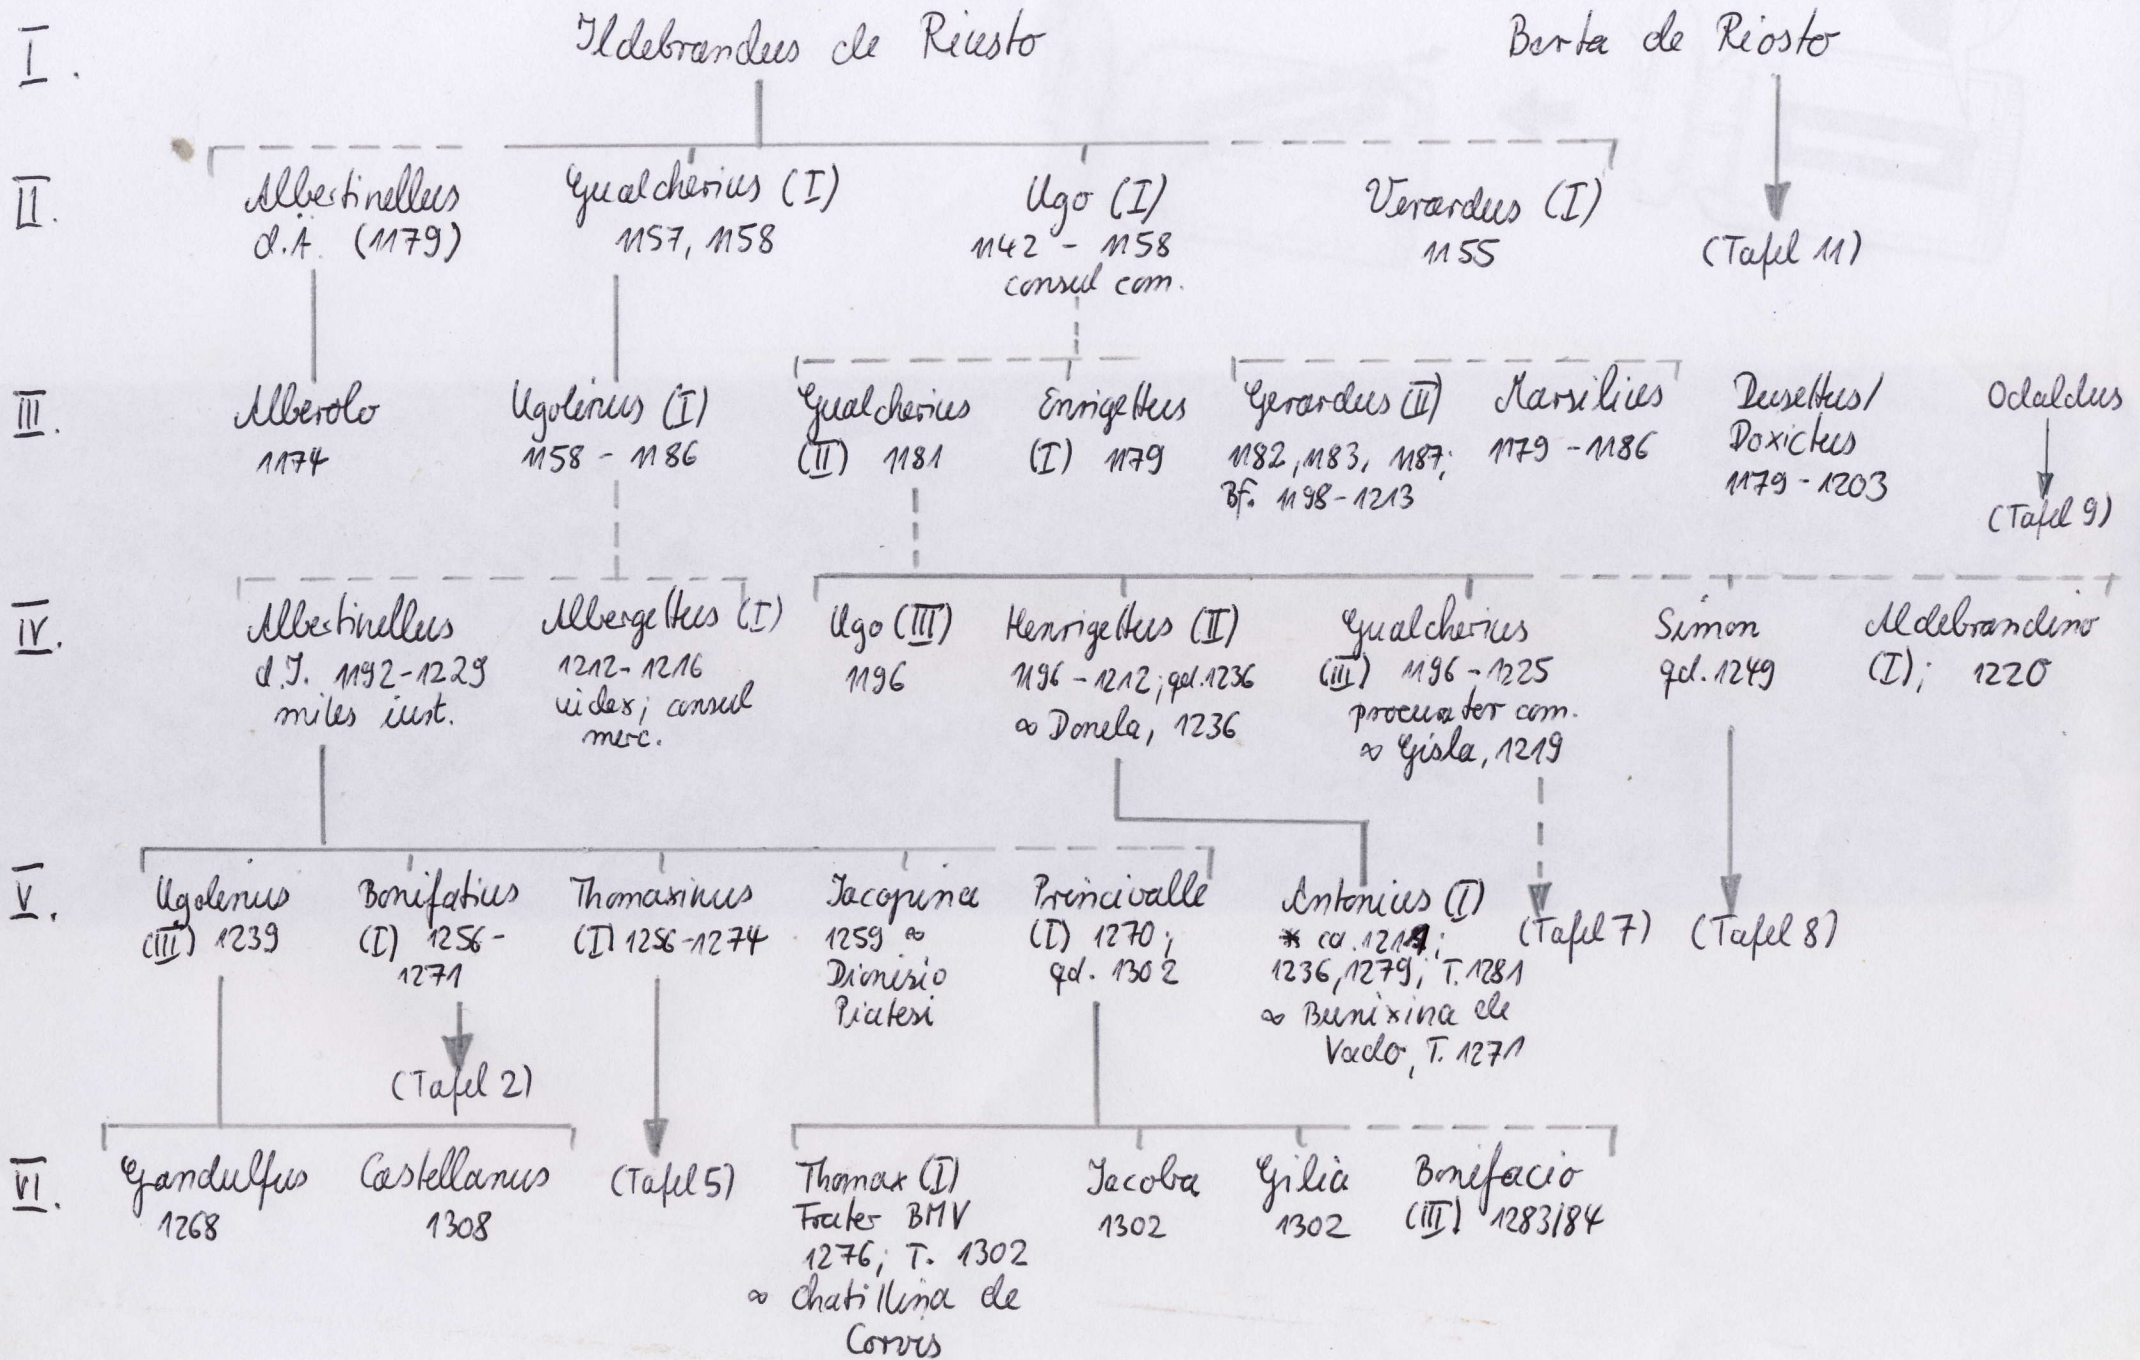 I. Ildebrandus de Riusto Berta de Riosto
II. Albertinellus Gualcherius (I) Ugo (I) Verardus (I)
d.Ä. (1179) 1157, 1158 1142 - 1158 1155 (Tafel 11)
consul com.
III. Alberolo Ugolinus (I) Gualcherius Enrigettus Gerardus (II) Marsilius Dusettus/ Odaldus
1174 1158 - 1186 (II) 1181 (I) 1179 1182, 1183, 1187; 1179 - 1186 Doxictus
Bf. 1198 - 1213 1179 - 1203
(Tafel 9)
IV. Albertinellus Albergettus (I) Ugo (III) Henrigettus (II) Gualcherius Simon Aldebrandino
d.J. 1192-1229 1212-1216 1196 1196 - 1212; qd. 1236 (III) 1196 - 1225 qd. 1249 (I); 1220
miles iust. iudex; consul ∞ Donela, 1236 procurator com.
merc. ∞ Gisla, 1219
V. Ugolinus Bonifatius Thomaxinus Jacopina Princivalle Antonius (I) (Tafel 7) (Tafel 8)
(III) 1239 (I) 1256 - (I) 1256-1274 1259 ∞ (I) 1270; * ca.
1271 Dionisio qd. 1302 1236, 1279; T. 1281
Piatesi ∞ Bunixina de
Vado, T. 1271
(Tafel 2)
VI. Gandulfus Castellanus (Tafel 5) Thomax (I) Jacoba Gilia Bonifacio
1268 1308 Frater BMV 1302 1302 (III) 1283/84
1276; T. 1302
∞ Chatillina de
Corvis